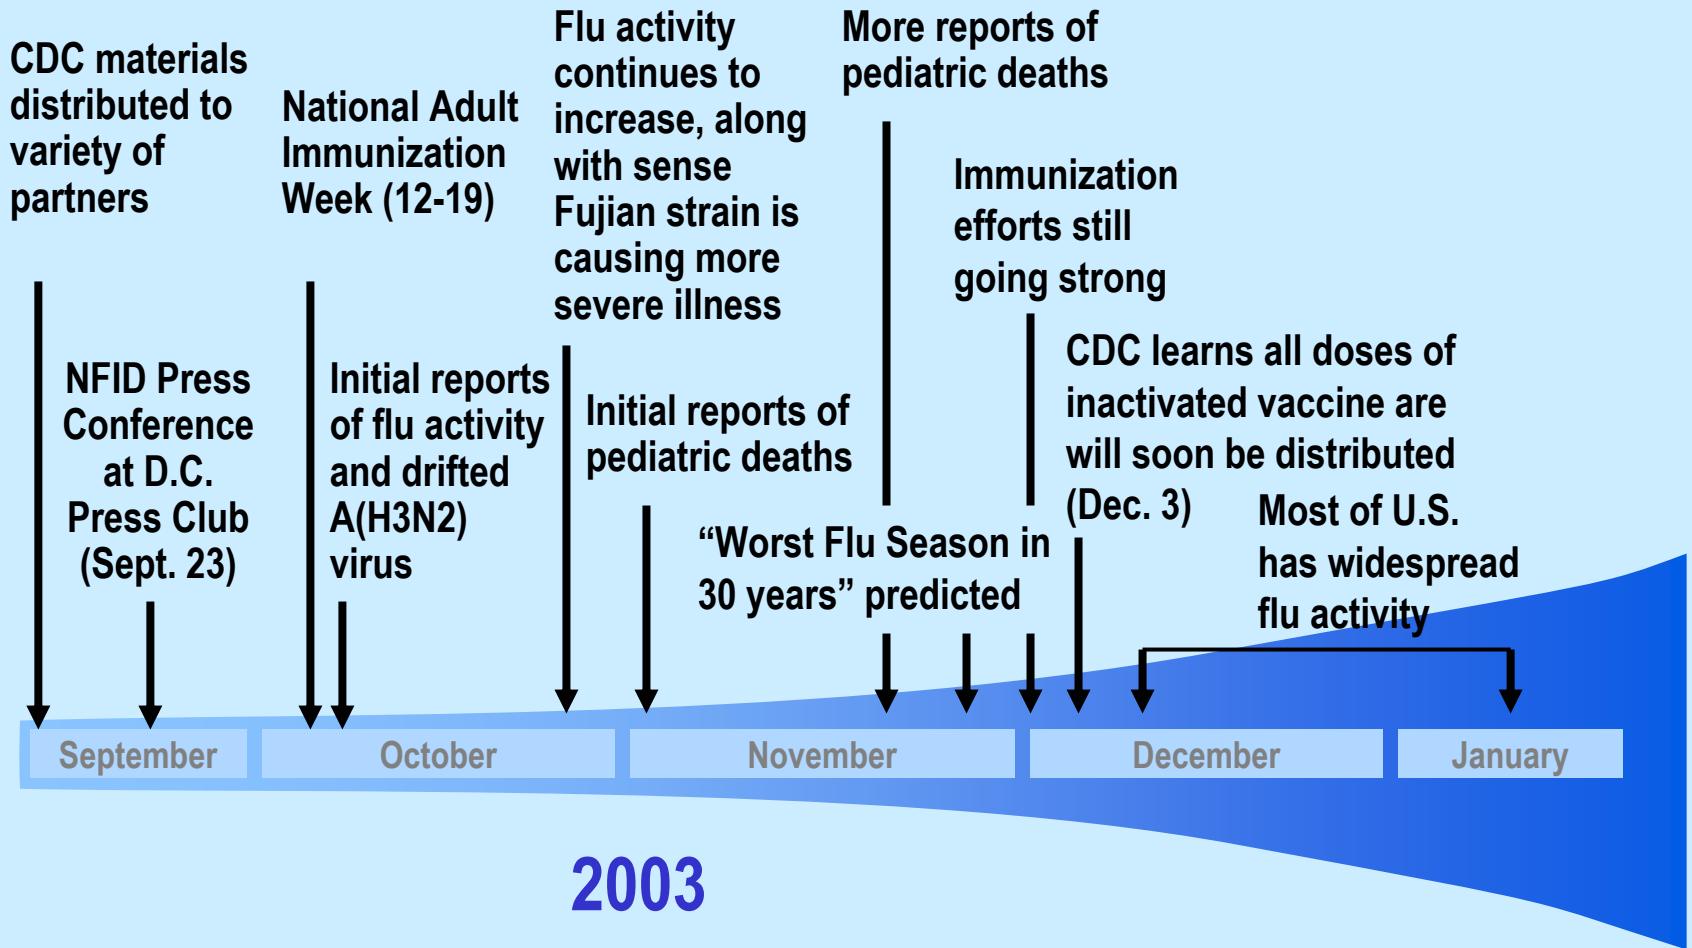 CDC materials
distributed to
variety of
partners
NFID Press
Conference
at D.C.
Press Club
(Sept. 23)
National Adult
Immunization
Week (12-19)
Initial reports
of flu activity
and drifted
A(H3N2)
virus
Flu activity
continues to
increase, along
with sense
Fujian strain is
causing more
severe illness
Initial reports of
pediatric deaths
More reports of
pediatric deaths
“Worst Flu Season in
30 years” predicted
Immunization
efforts still
going strong
CDC learns all doses of
inactivated vaccine are
will soon be distributed
(Dec. 3)
Most of U.S.
has widespread
flu activity
September
October
November
December
January
2003